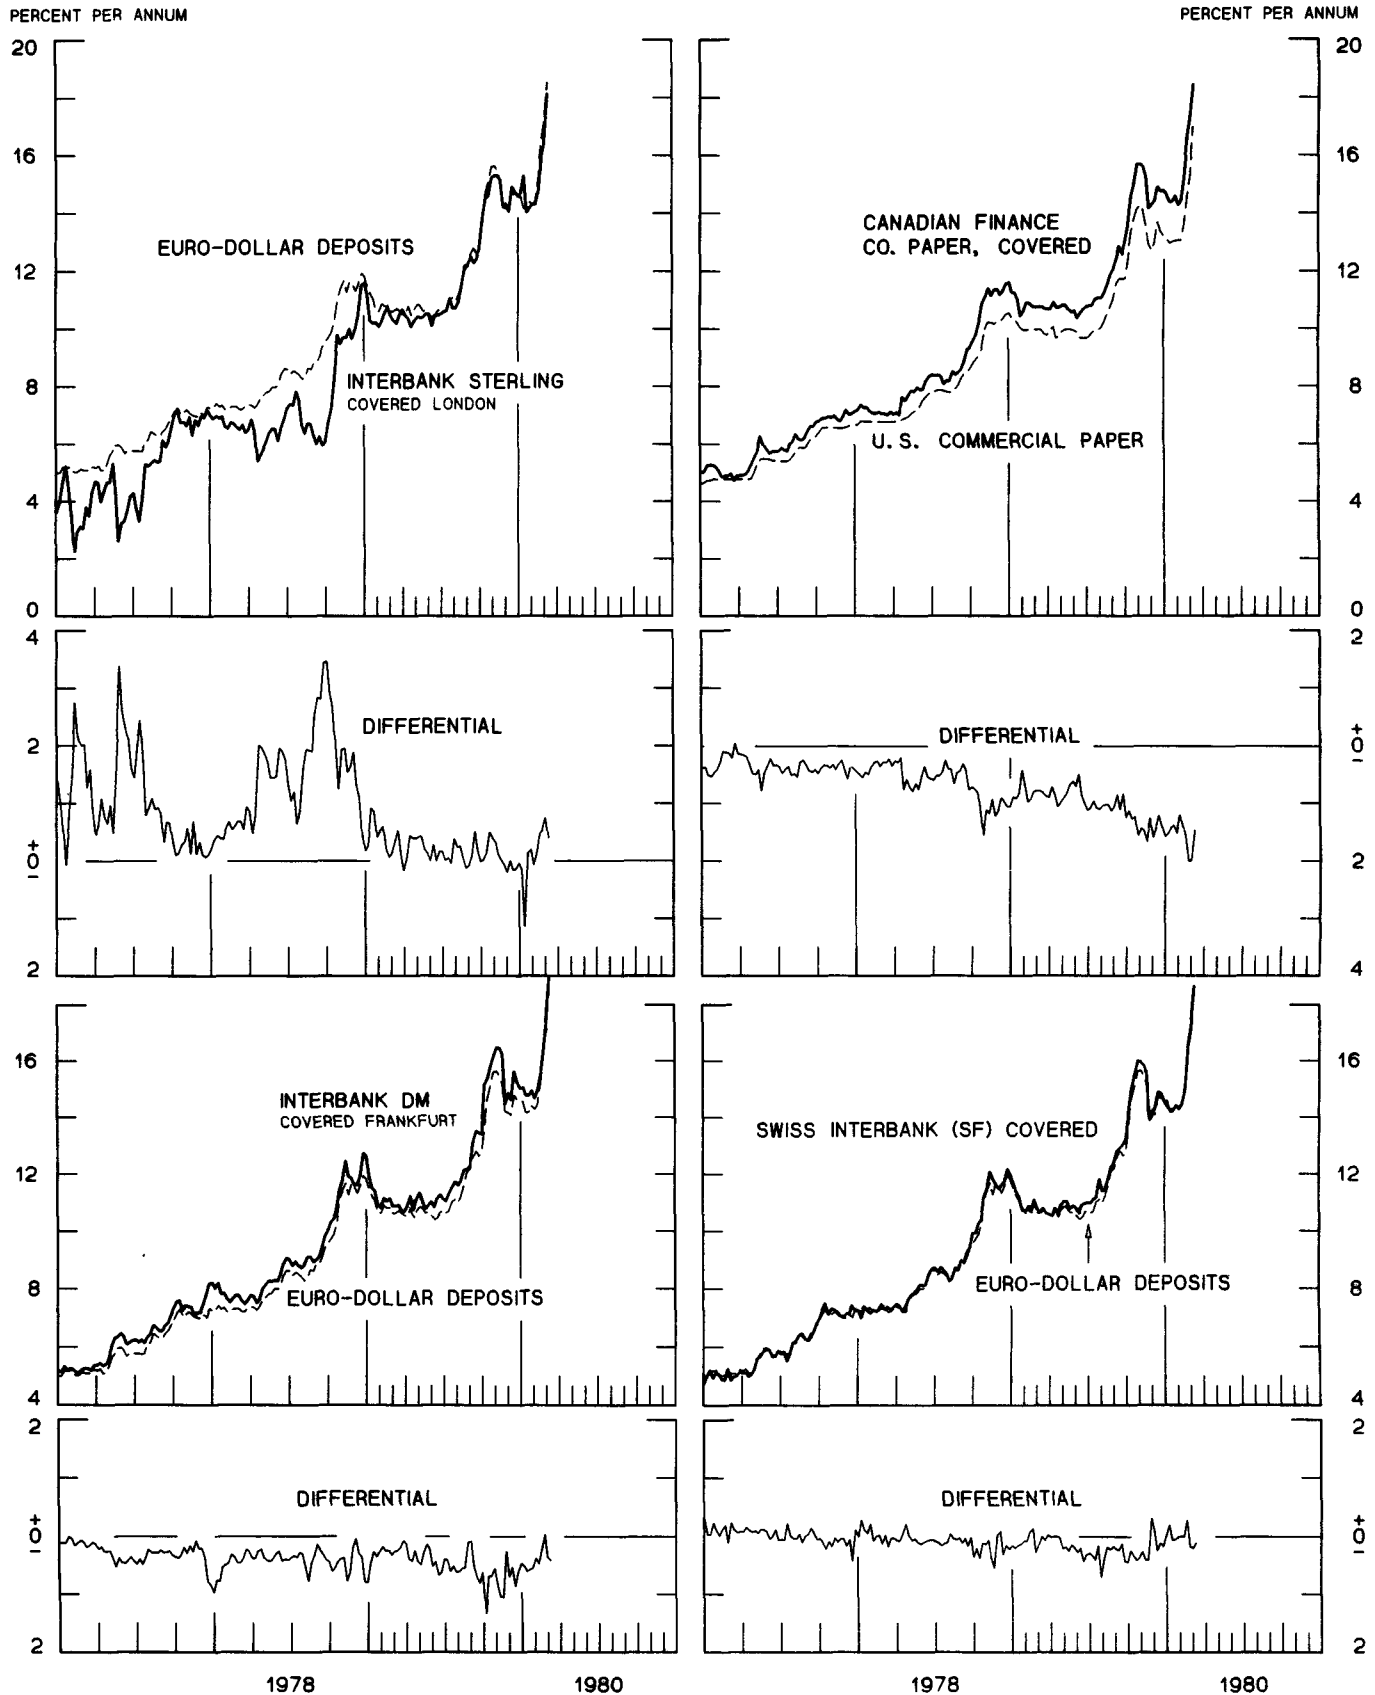 PERCENT PER ANNUM
PERCENT PER ANNUM
20
16
12
8
4
0
EURO-DOLLAR DEPOSITS
INTERBANK STERLING
COVERED LONDON
20
16
12
8
4
0
CANADIAN FINANCE
CO. PAPER, COVERED
U.S. COMMERCIAL PAPER
4
2
+
0
−
2
DIFFERENTIAL
2
+
0
−
2
4
DIFFERENTIAL
16
12
8
4
INTERBANK DM
COVERED FRANKFURT
EURO-DOLLAR DEPOSITS
16
12
8
4
SWISS INTERBANK (SF) COVERED
EURO-DOLLAR DEPOSITS
2
+
0
−
2
DIFFERENTIAL
2
+
0
−
2
DIFFERENTIAL
1978
1980
1978
1980